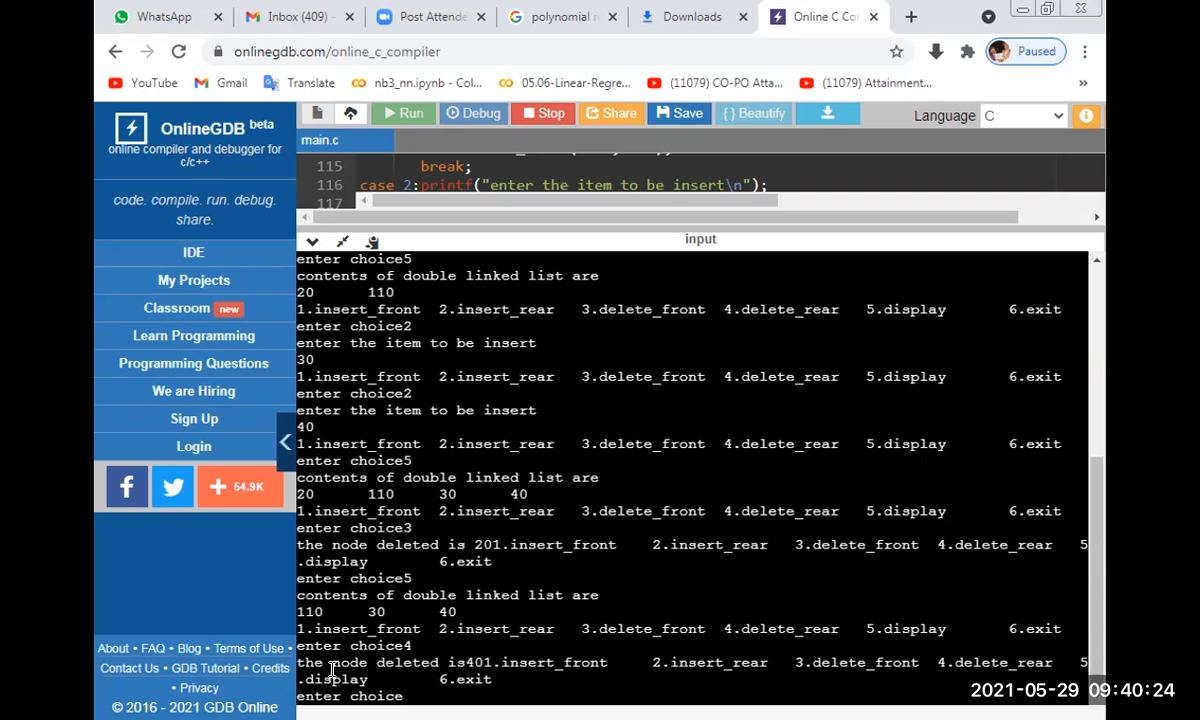 WhatsApp
Inbox (409) -
Post Attende
polynomial r
Downloads
Online C Co
onlinegdb.com/online_c_compiler
Paused
YouTube
Gmail
Translate
nb3_nn.ipynb - Col...
05.06-Linear-Regre...
(11079) CO-PO Atta...
(11079) Attainment...
»
OnlineGDB beta
online compiler and debugger for
c/c++
code. compile. run. debug.
share.
IDE
My Projects
Classroom new
Learn Programming
Programming Questions
We are Hiring
Sign Up
Login
54.9K
About • FAQ • Blog • Terms of Use •
Contact Us • GDB Tutorial • Credits
• Privacy
© 2016 - 2021 GDB Online
Run
Debug
Stop
Share
Save
{ } Beautify
Language C
main.c
115 break;
116 case 2:printf("enter the item to be insert\n");
117
input
enter choice5
contents of double linked list are
20 110
1.insert_front 2.insert_rear 3.delete_front 4.delete_rear 5.display 6.exit
enter choice2
enter the item to be insert
30
1.insert_front 2.insert_rear 3.delete_front 4.delete_rear 5.display 6.exit
enter choice2
enter the item to be insert
40
1.insert_front 2.insert_rear 3.delete_front 4.delete_rear 5.display 6.exit
enter choice5
contents of double linked list are
20 110 30 40
1.insert_front 2.insert_rear 3.delete_front 4.delete_rear 5.display 6.exit
enter choice3
the node deleted is 201.insert_front 2.insert_rear 3.delete_front 4.delete_rear 5
.display 6.exit
enter choice5
contents of double linked list are
110 30 40
1.insert_front 2.insert_rear 3.delete_front 4.delete_rear 5.display 6.exit
enter choice4
the node deleted is401.insert_front 2.insert_rear 3.delete_front 4.delete_rear 5
.display 6.exit
enter choice
2021-05-29 09:40:24